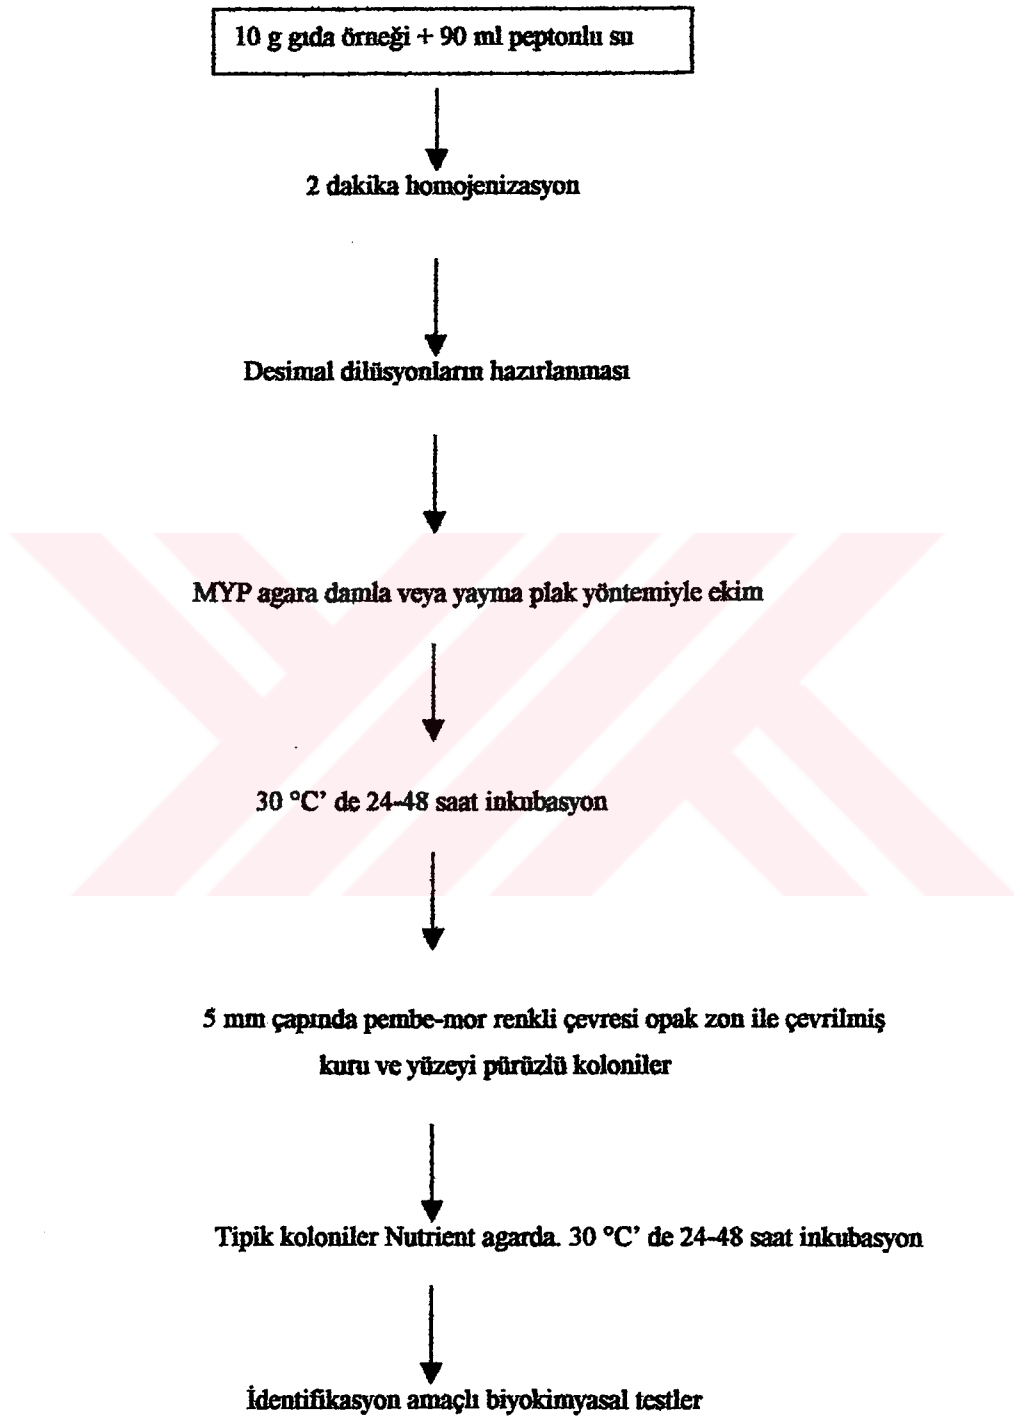 10 g gıda örneği + 90 ml peptonlu su
2 dakika homojenizasyon
Desimal dilüsyonların hazırlanması
MYP agara damla veya yayma plak yöntemiyle ekim
30 °C’ de 24-48 saat inkubasyon
5 mm çapında pembe-mor renkli çevresi opak zon ile çevrilmiş
kuru ve yüzeyi pürüzlü koloniler
Tipik koloniler Nutrient agarda. 30 °C’ de 24-48 saat inkubasyon
İdentifikasyon amaçlı biyokimyasal testler